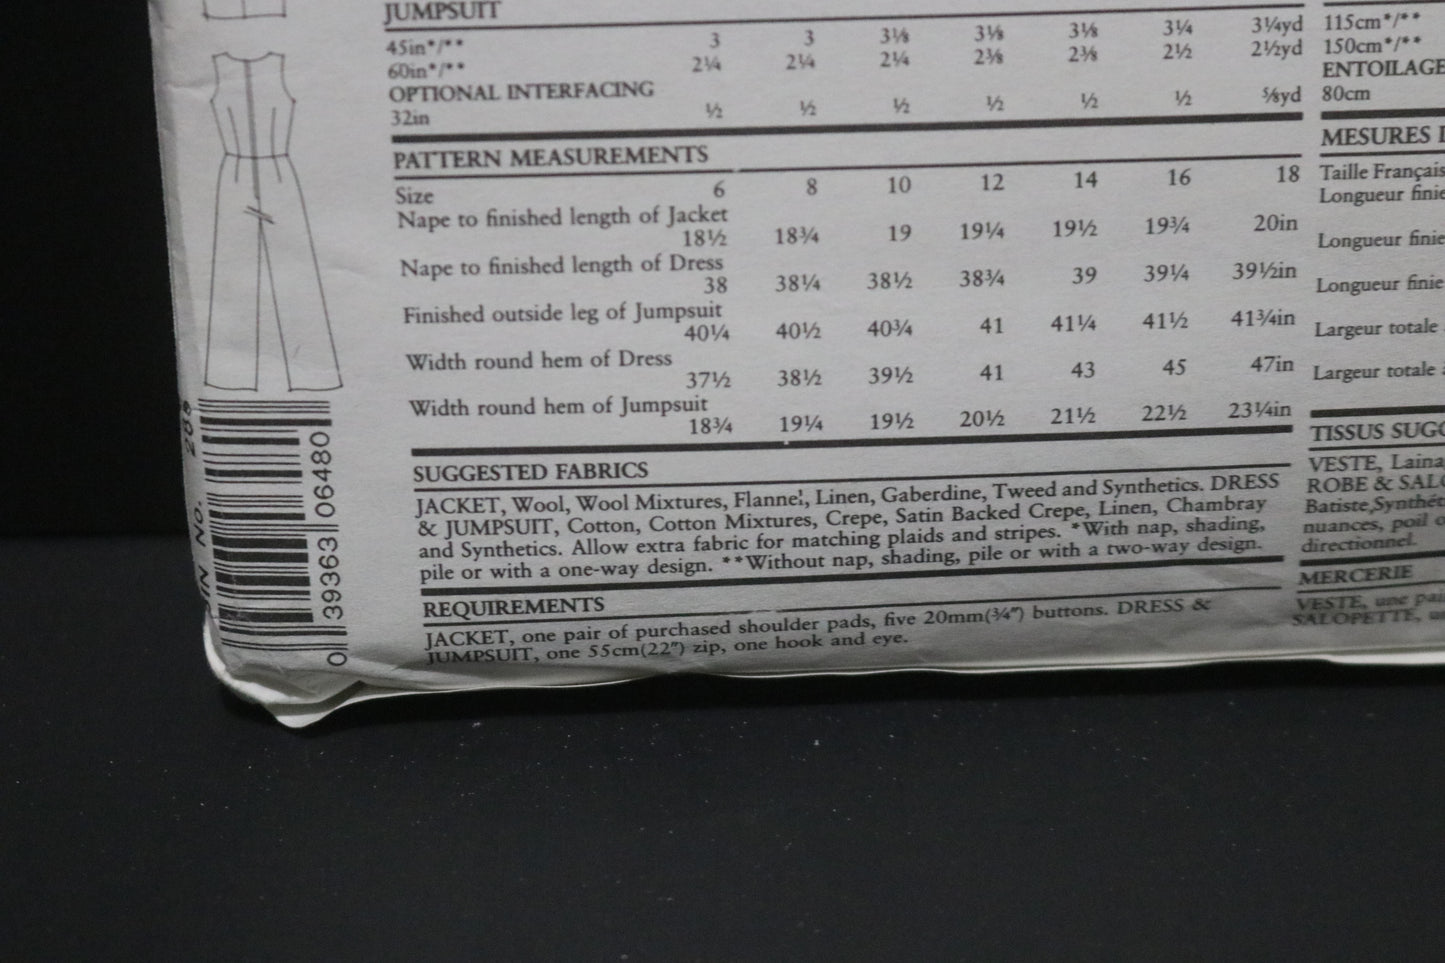 JUMPSUIT
45in*/** 3 3 3⅛ 3⅛ 3⅛ 3¼ 3¼yd
60in*/** 2¼ 2¼ 2¼ 2⅜ 2⅜ 2½ 2½yd
OPTIONAL INTERFACING
32in ½ ½ ½ ½ ½ ½ ⅝yd
PATTERN MEASUREMENTS
Size 6 8 10 12 14 16 18
Nape to finished length of Jacket
18½ 18¾ 19 19¼ 19½ 19¾ 20in
Nape to finished length of Dress
38 38¼ 38½ 38¾ 39 39¼ 39½in
Finished outside leg of Jumpsuit
40¼ 40½ 40¾ 41 41¼ 41½ 41¾in
Width round hem of Dress
37½ 38½ 39½ 41 43 45 47in
Width round hem of Jumpsuit
18¾ 19¼ 19½ 20½ 21½ 22½ 23¼in
SUGGESTED FABRICS
JACKET, Wool, Wool Mixtures, Flannel, Linen, Gaberdine, Tweed and Synthetics. DRESS
& JUMPSUIT, Cotton, Cotton Mixtures, Crepe, Satin Backed Crepe, Linen, Chambray
and Synthetics. Allow extra fabric for matching plaids and stripes. *With nap, shading,
pile or with a one-way design. **Without nap, shading, pile or with a two-way design.
REQUIREMENTS
JACKET, one pair of purchased shoulder pads, five 20mm(¾") buttons. DRESS &
JUMPSUIT, one 55cm(22") zip, one hook and eye.
115cm*/**
150cm*/**
ENTOILAGE
80cm
MESURES
Taille Français
Longueur finie
Longueur finie
Longueur finie
Largeur totale
Largeur totale
TISSUS SUGG
VESTE, Laina
ROBE & SAL
Batiste,Synthét
nuances, poil
directionnel.
MERCERIE
VESTE, une pai
SALOPETTE,
0 39363 06480
No.